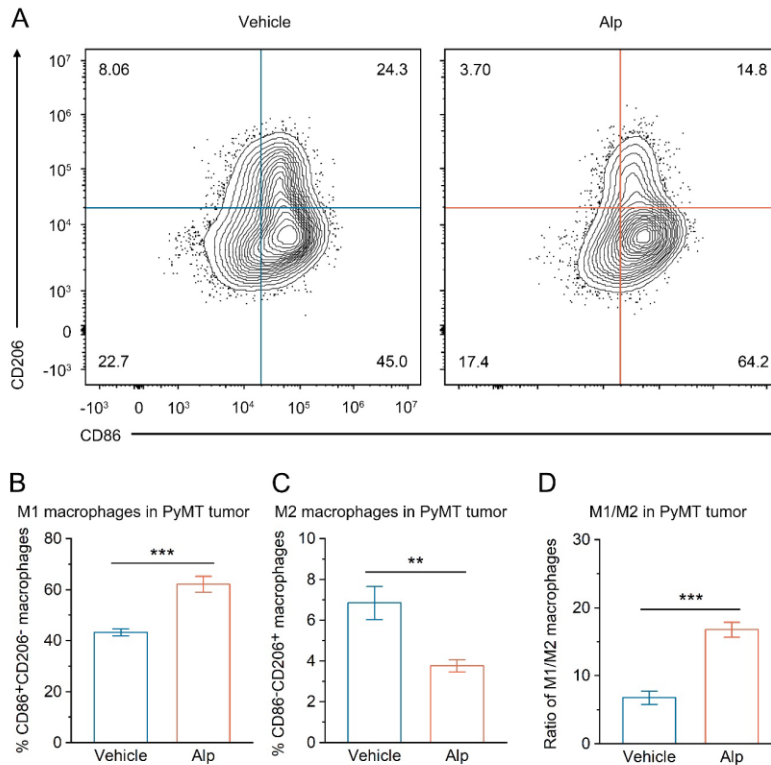 A
Vehicle
Alp
10⁷
10⁶
10⁵
10⁴
10³
0
-10³
CD206
8.06
24.3
22.7
45.0
3.70
14.8
17.4
64.2
-10³ 0 10³ 10⁴ 10⁵ 10⁶ 10⁷
CD86
B
M1 macrophages in PyMT tumor
% CD86⁺CD206⁻ macrophages
80
60
40
20
0
***
Vehicle Alp
C
M2 macrophages in PyMT tumor
% CD86⁻CD206⁺ macrophages
10
8
6
4
2
0
**
Vehicle Alp
D
M1/M2 in PyMT tumor
Ratio of M1/M2 macrophages
30
20
10
0
***
Vehicle Alp